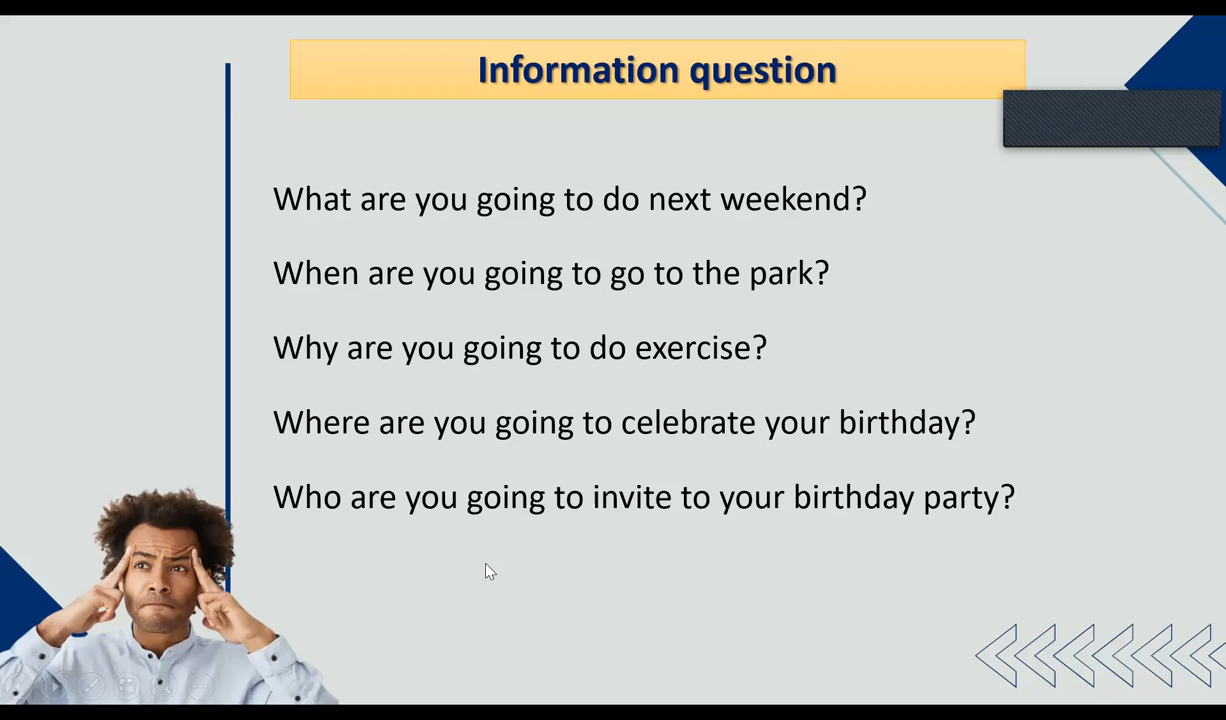 Information question
What are you going to do next weekend?
When are you going to go to the park?
Why are you going to do exercise?
Where are you going to celebrate your birthday?
Who are you going to invite to your birthday party?